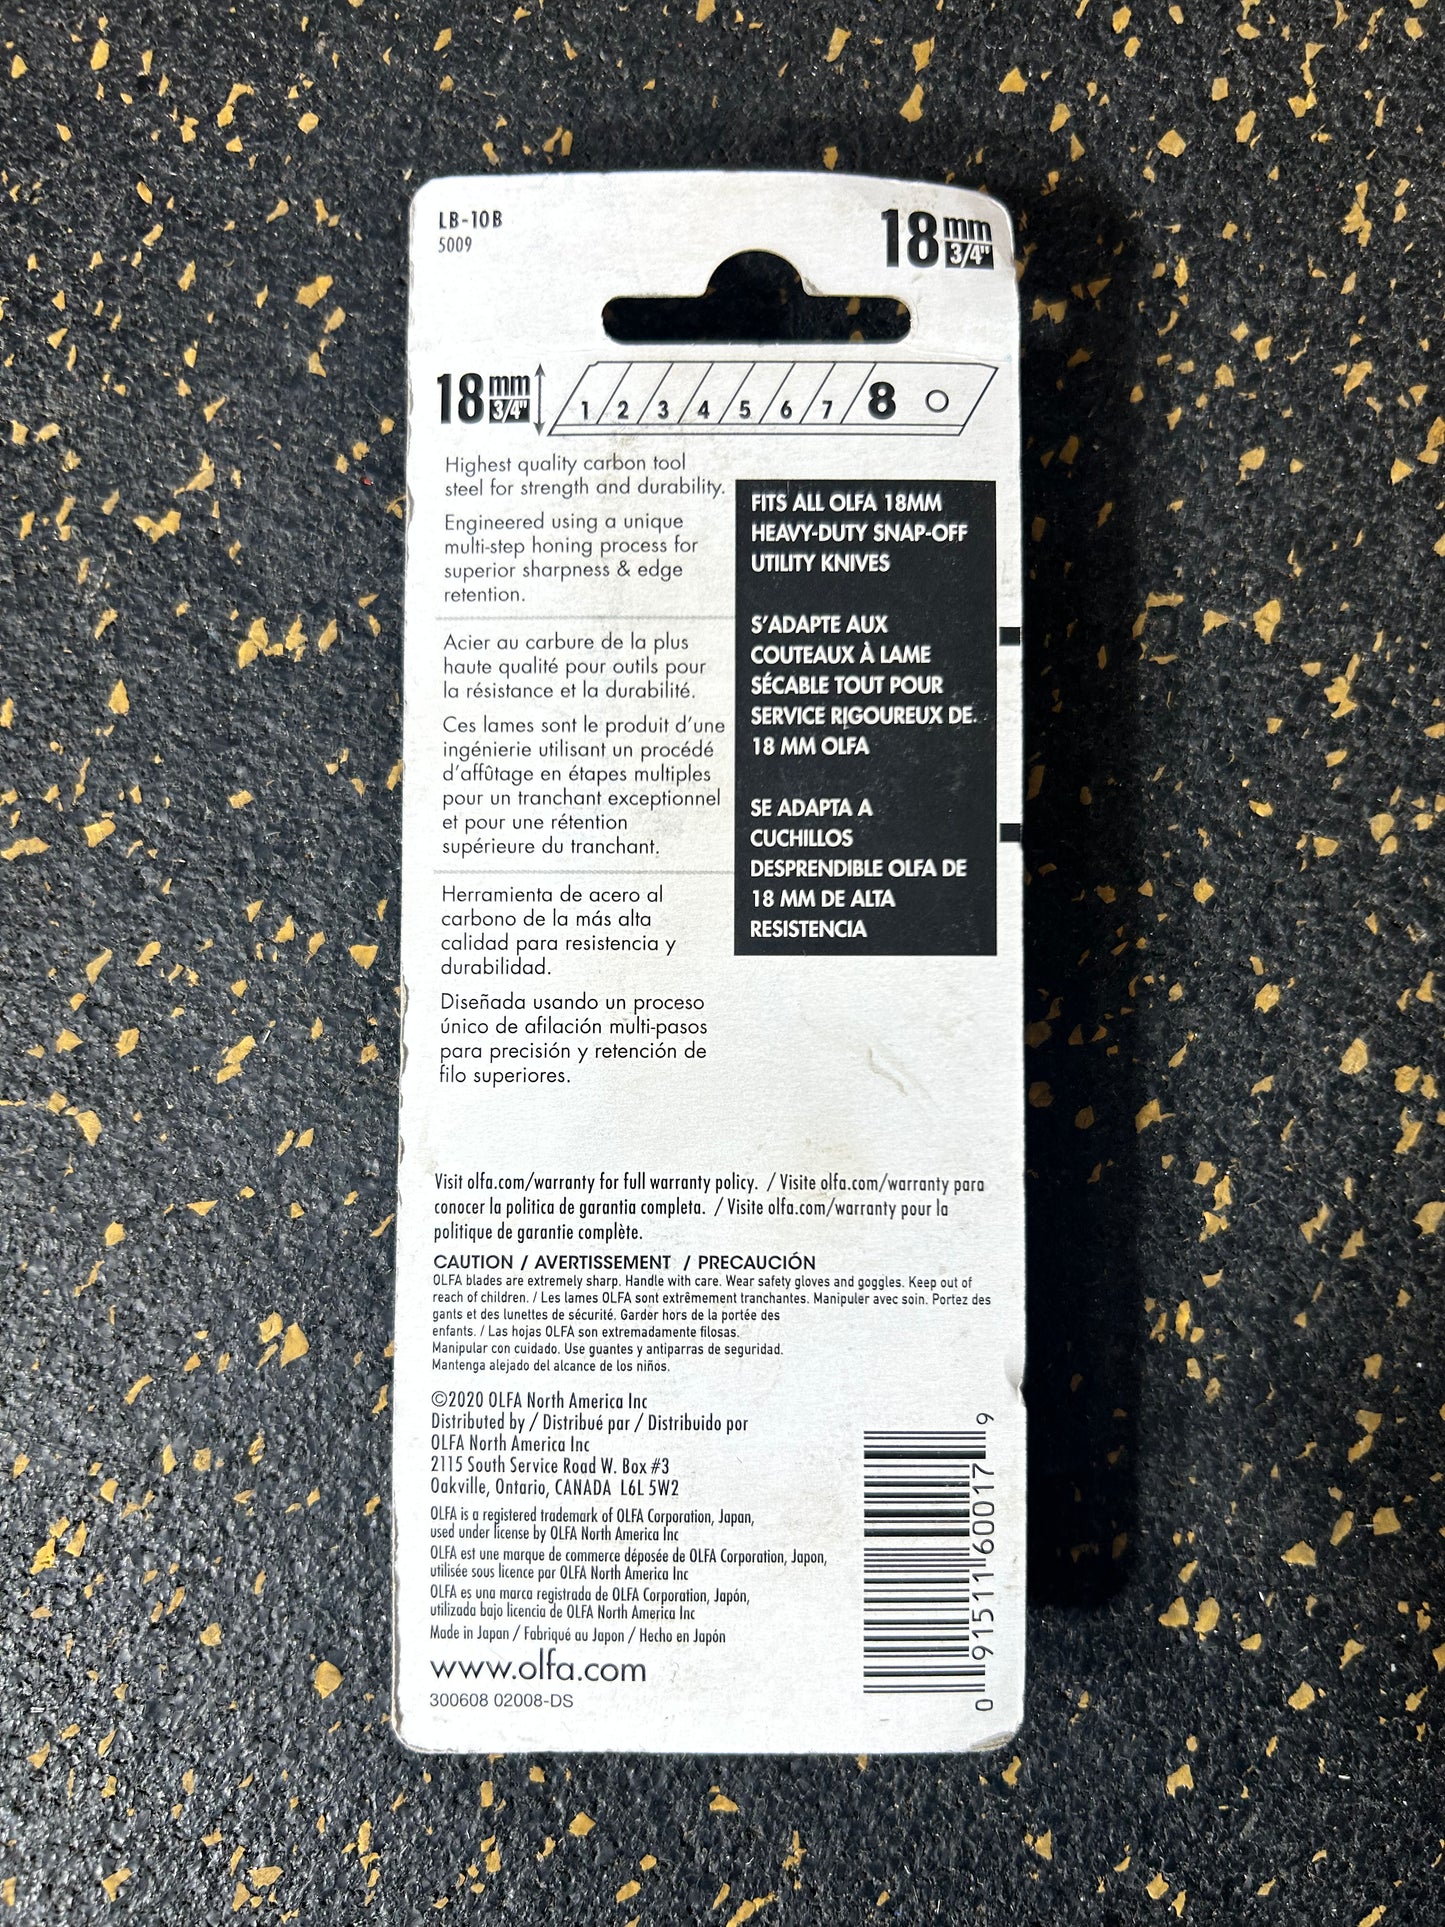 LB-10B
5009
18 mm 3/4"
18 mm 3/4"
1 2 3 4 5 6 7 8
Highest quality carbon tool
steel for strength and durability.
Engineered using a unique
multi-step honing process for
superior sharpness & edge
retention.
Acier au carbure de la plus
haute qualité pour outils pour
la résistance et la durabilité.
Ces lames sont le produit d'une
ingénierie utilisant un procédé
d'affûtage en étapes multiples
pour un tranchant exceptionnel
et pour une rétention
supérieure du tranchant.
Herramienta de acero al
carbono de la más alta
calidad para resistencia y
durabilidad.
Diseñada usando un proceso
único de afilación multi-pasos
para precisión y retención de
filo superiores.
FITS ALL OLFA 18MM
HEAVY-DUTY SNAP-OFF
UTILITY KNIVES
S'ADAPTE AUX
COUTEAUX À LAME
SÉCABLE TOUT POUR
SERVICE RIGOUREUX DE
18 MM OLFA
SE ADAPTA A
CUCHILLOS
DESPRENDIBLE OLFA DE
18 MM DE ALTA
RESISTENCIA
Visit olfa.com/warranty for full warranty policy. / Visite olfa.com/warranty para
conocer la politica de garantia completa. / Visite olfa.com/warranty pour la
politique de garantie complète.
CAUTION / AVERTISSEMENT / PRECAUCIÓN
OLFA blades are extremely sharp. Handle with care. Wear safety gloves and goggles. Keep out of
reach of children. / Les lames OLFA sont extrêmement tranchantes. Manipuler avec soin. Portez des
gants et des lunettes de sécurité. Garder hors de la portée des
enfants. / Las hojas OLFA son extremadamente filosas.
Manipular con cuidado. Use guantes y antiparras de seguridad.
Mantenga alejado del alcance de los niños.
©2020 OLFA North America Inc
Distributed by / Distribué par / Distribuido por
OLFA North America Inc
2115 South Service Road W. Box #3
Oakville, Ontario, CANADA L6L 5W2
OLFA is a registered trademark of OLFA Corporation, Japan,
used under license by OLFA North America Inc
OLFA est une marque de commerce déposée de OLFA Corporation, Japon,
utilisée sous licence par OLFA North America Inc
OLFA es una marca registrada de OLFA Corporation, Japón,
utilizada bajo licencia de OLFA North America Inc
Made in Japan / Fabriqué au Japon / Hecho en Japón
www.olfa.com
300608 02008-DS
0 91511 60017 9